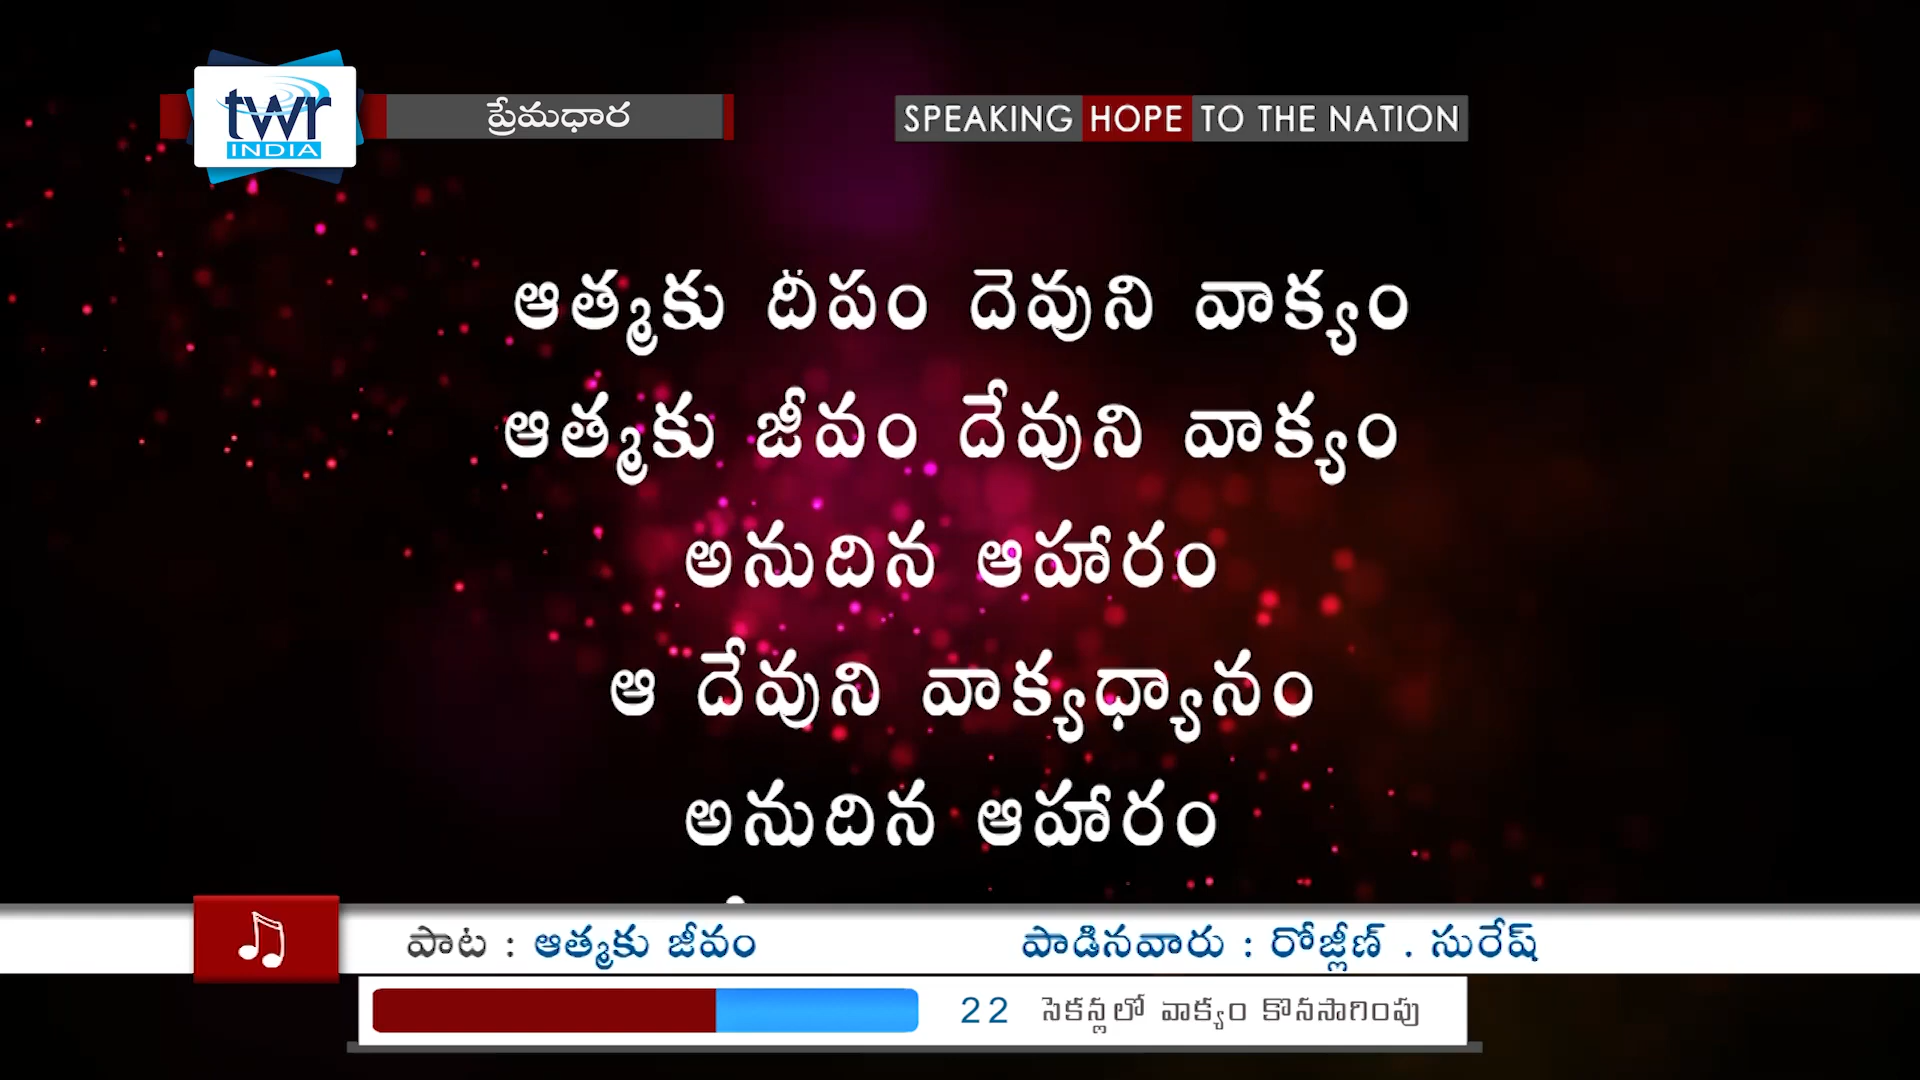 twr
INDIA
ప్రేమధార
SPEAKING HOPE TO THE NATION
ఆత్మకు దీపం దెవుని వాక్యం
ఆత్మకు జీవం దేవుని వాక్యం
అనుదిన ఆహారం
ఆ దేవుని వాక్యధ్యానం
అనుదిన ఆహారం
పాట : ఆత్మకు జీవం
పాడినవారు : రోజ్లీణ్ . సురేష్
22 సెకన్లలో వాక్యం కొనసాగింపు